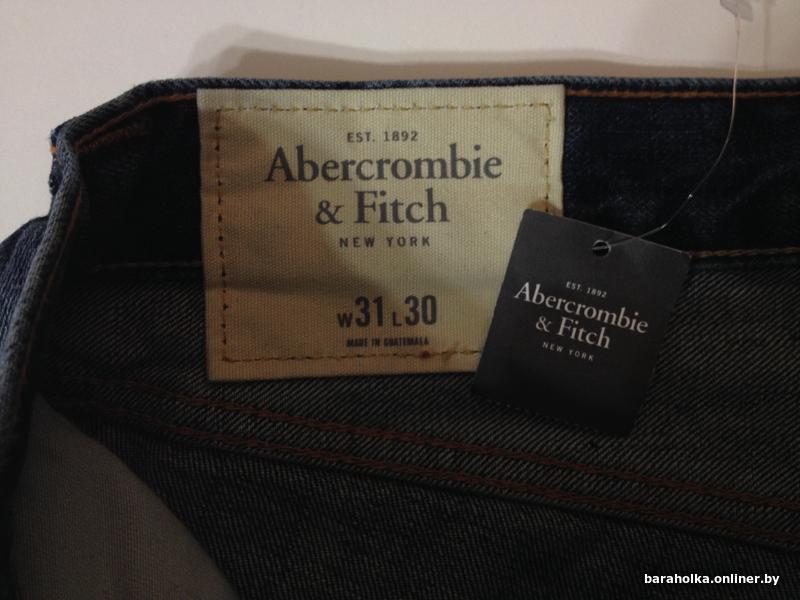 EST. 1892
Abercrombie
& Fitch
NEW YORK
W31 L30
MADE IN GUATEMALA
EST. 1892
Abercrombie
& Fitch
NEW YORK
baraholka.onliner.by